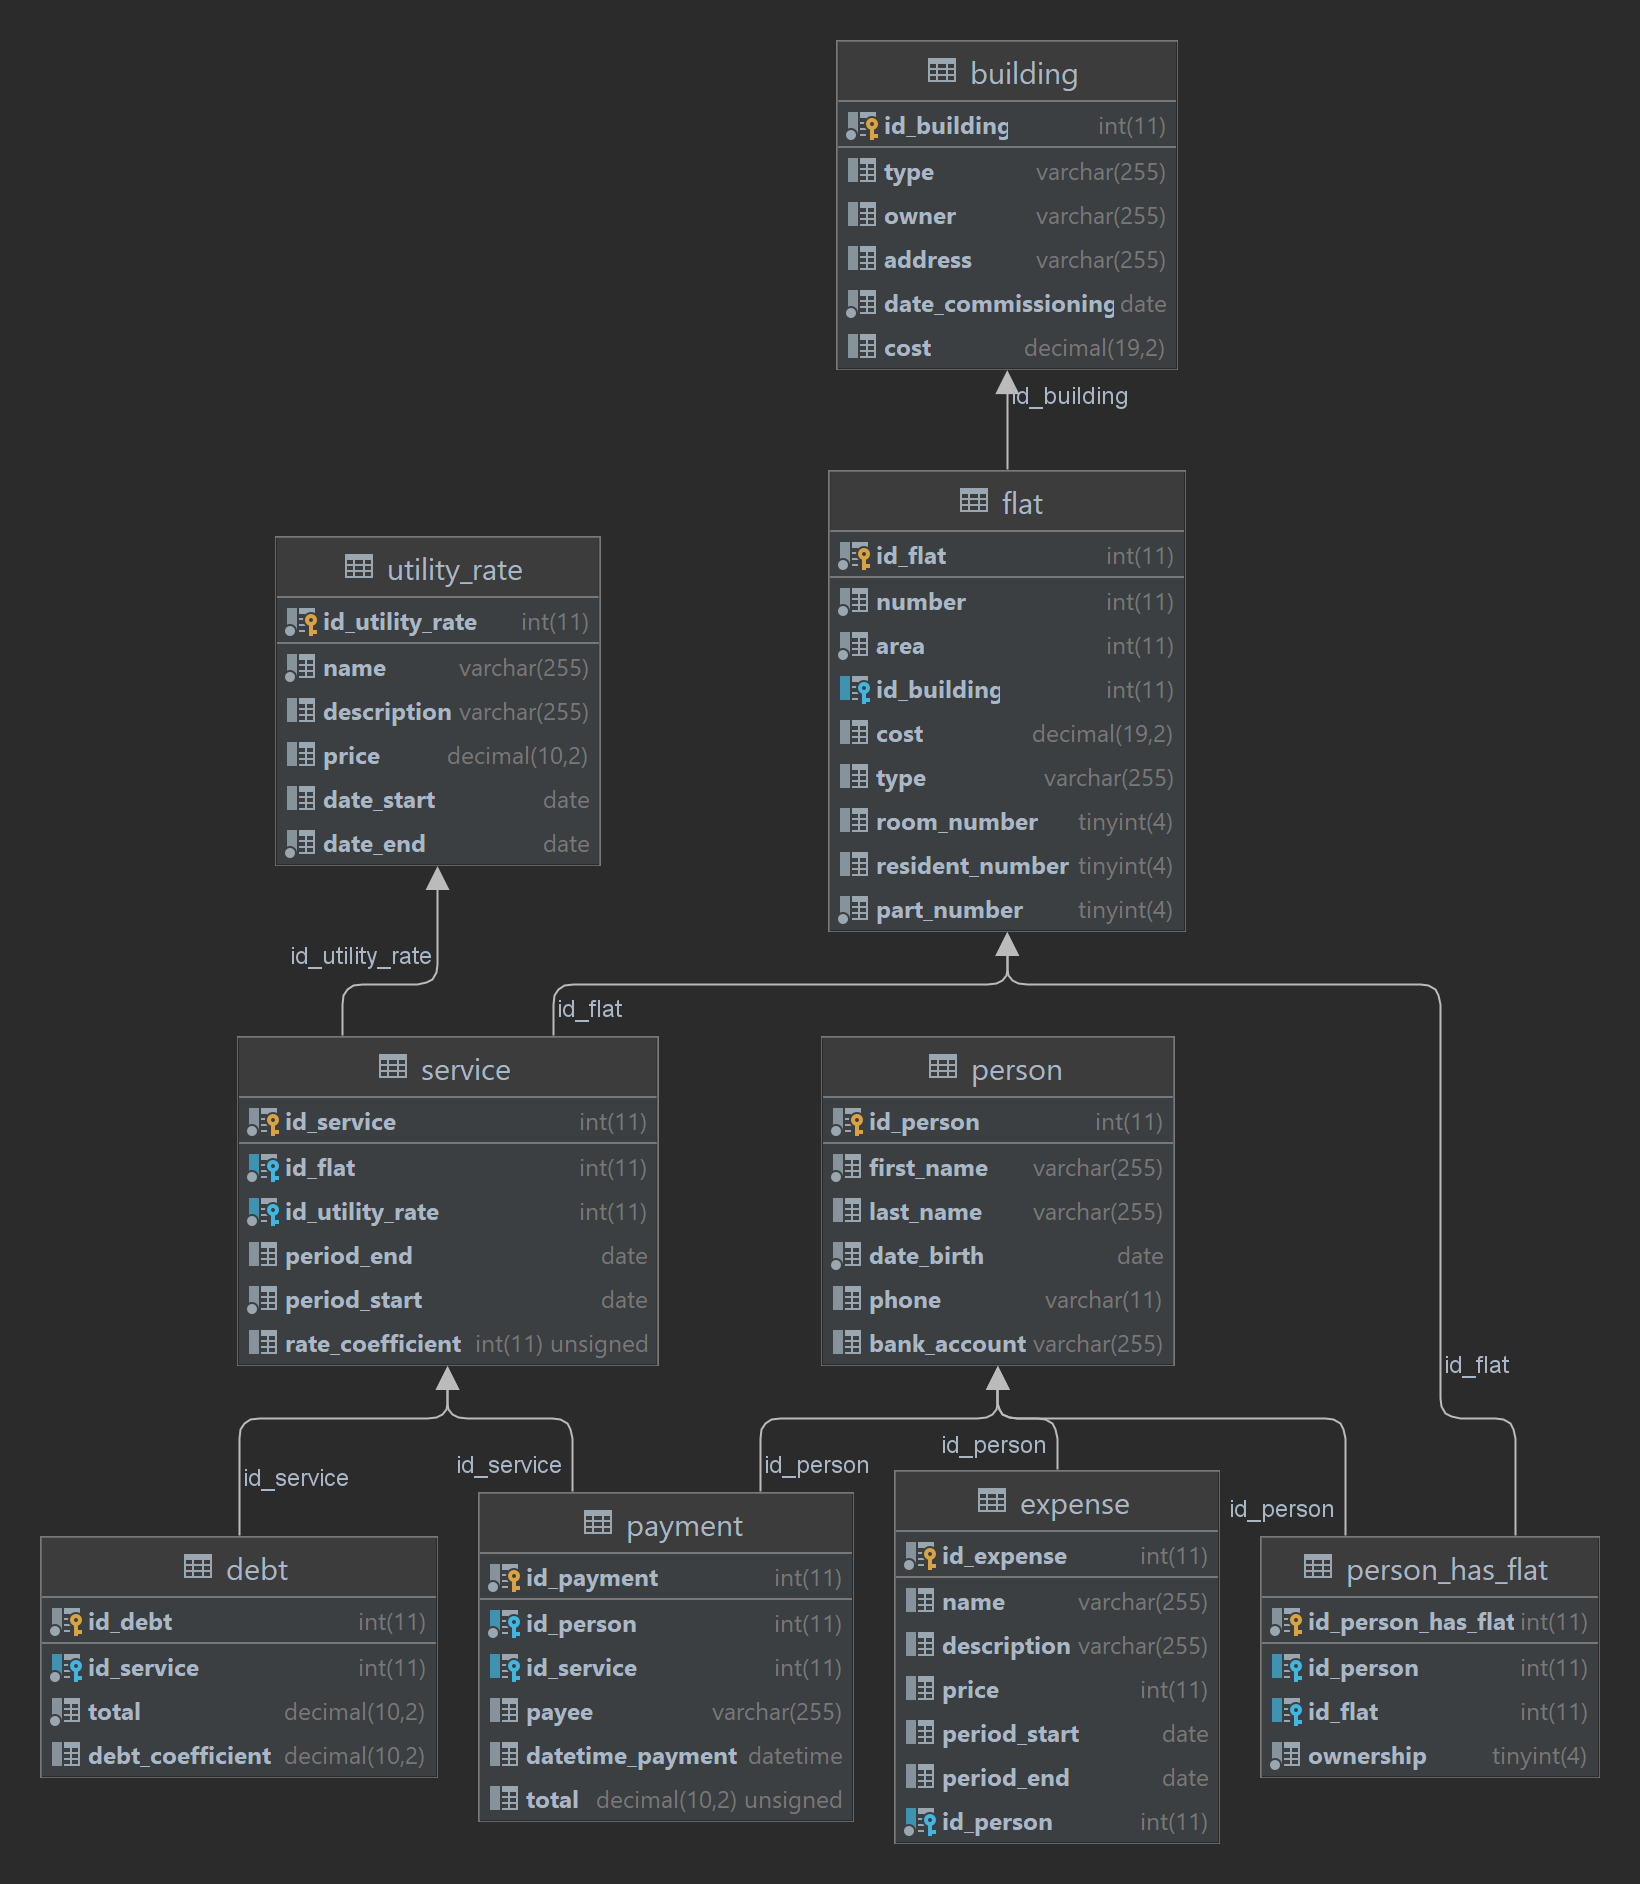 building
id_building int(11)
type varchar(255)
owner varchar(255)
address varchar(255)
date_commissioning date
cost decimal(19,2)
id_building
flat
id_flat int(11)
number int(11)
area int(11)
id_building int(11)
cost decimal(19,2)
type varchar(255)
room_number tinyint(4)
resident_number tinyint(4)
part_number tinyint(4)
utility_rate
id_utility_rate int(11)
name varchar(255)
description varchar(255)
price decimal(10,2)
date_start date
date_end date
id_utility_rate
id_flat
service
id_service int(11)
id_flat int(11)
id_utility_rate int(11)
period_end date
period_start date
rate_coefficient int(11) unsigned
person
id_person int(11)
first_name varchar(255)
last_name varchar(255)
date_birth date
phone varchar(11)
bank_account varchar(255)
id_flat
id_service
id_service
id_person
id_person
id_person
debt
id_debt int(11)
id_service int(11)
total decimal(10,2)
debt_coefficient decimal(10,2)
payment
id_payment int(11)
id_person int(11)
id_service int(11)
payee varchar(255)
datetime_payment datetime
total decimal(10,2) unsigned
expense
id_expense int(11)
name varchar(255)
description varchar(255)
price int(11)
period_start date
period_end date
id_person int(11)
person_has_flat
id_person_has_flat int(11)
id_person int(11)
id_flat int(11)
ownership tinyint(4)